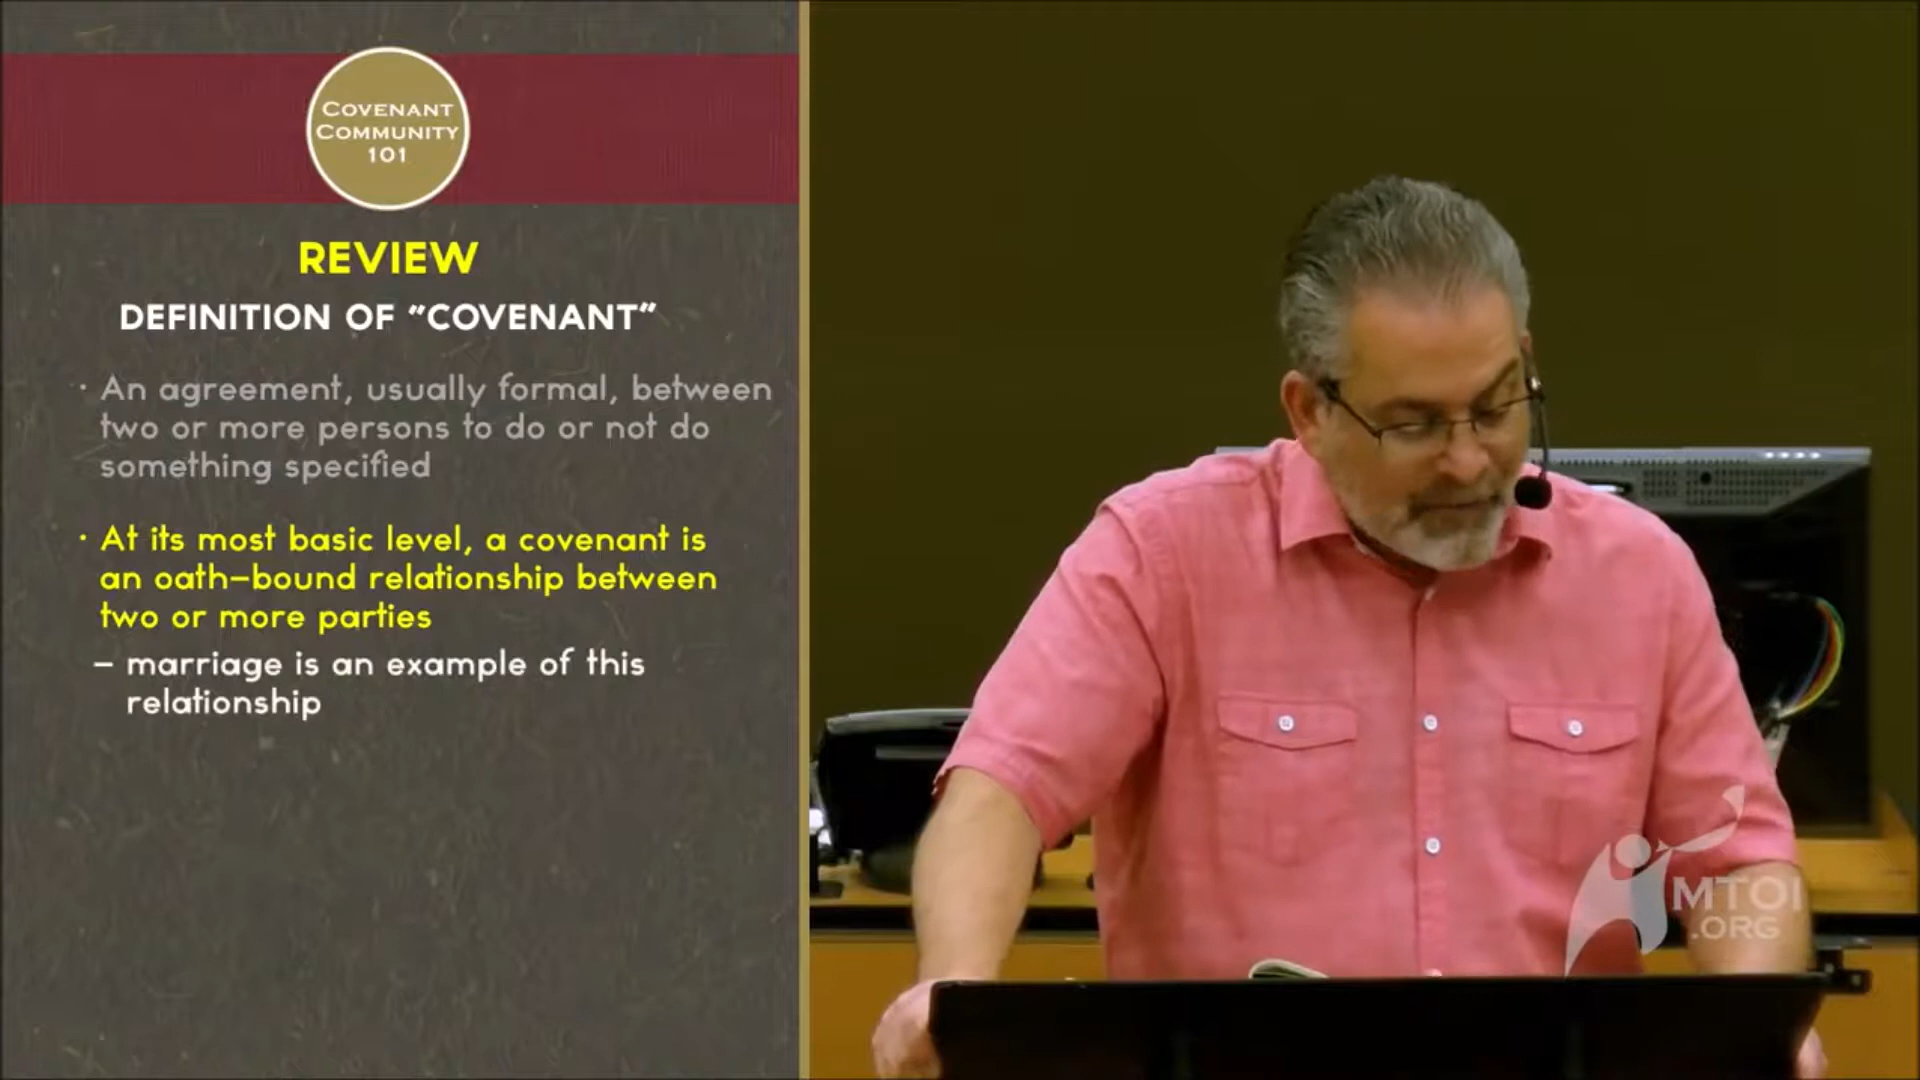 COVENANT
COMMUNITY
101
REVIEW
DEFINITION OF "COVENANT"
· An agreement, usually formal, between
two or more persons to do or not do
something specified
· At its most basic level, a covenant is
an oath-bound relationship between
two or more parties
– marriage is an example of this
relationship
MTOI
.ORG